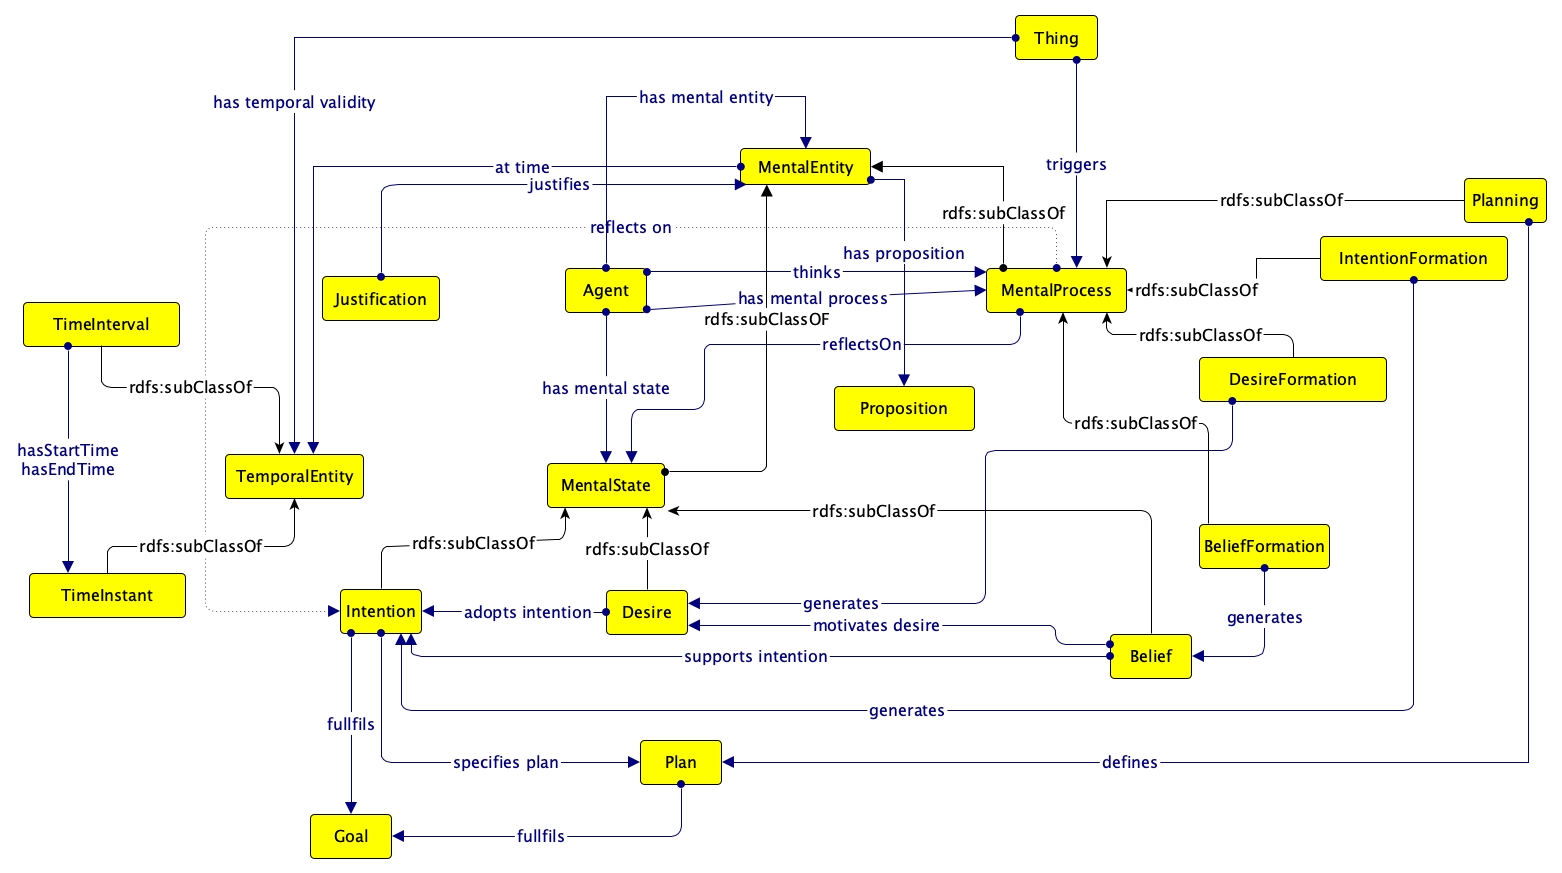 Thing
has mental entity
has temporal validity
MentalEntity
triggers
at time
justifies
rdfs:subClassOf
Planning
rdfs:subClassOf
reflects on
has proposition
IntentionFormation
thinks
Justification
Agent
has mental process
MentalProcess
rdfs:subClassOf
TimeInterval
rdfs:subClassOF
rdfs:subClassOf
reflectsOn
DesireFormation
rdfs:subClassOf
has mental state
Proposition
rdfs:subClassOf
hasStartTime
hasEndTime
TemporalEntity
MentalState
rdfs:subClassOf
rdfs:subClassOf
rdfs:subClassOf
rdfs:subClassOf
BeliefFormation
TimeInstant
Intention
adopts intention
Desire
generates
motivates desire
generates
supports intention
Belief
generates
fullfils
specifies plan
Plan
defines
Goal
fullfils